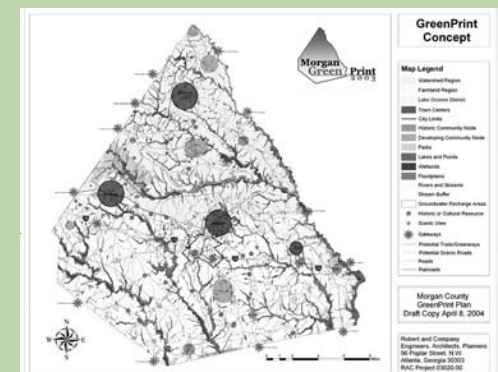 GreenPrint
Concept
Morgan
Green Print
2003
Map Legend
Watershed Region
Farmland Region
Lake Oconee District
Town Centers
City Limits
Historic Community Node
Developing Community Node
Parks
Lakes and Ponds
Wetlands
Floodplains
Rivers and Streams
Stream Buffer
Groundwater Recharge Areas
Historic or Cultural Resource
Scenic View
Gateways
Potential Trails/Greenways
Potential Scenic Roads
Roads
Railroads
Morgan County
GreenPrint Plan
Draft Copy April 8, 2004
Robert and Company
Engineers, Architects, Planners
96 Poplar Street, N.W.
Atlanta, Georgia 30303
RAC Project 03020.00
N
W
E
S